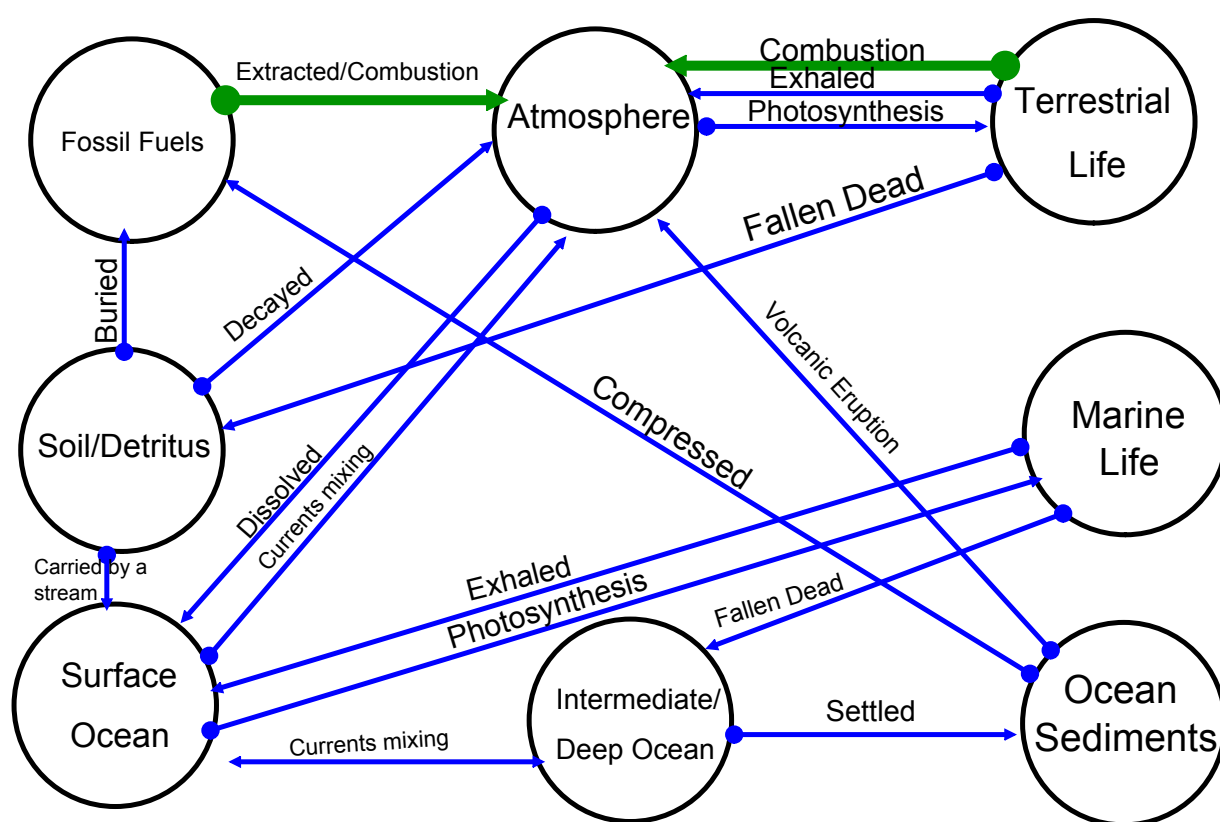 Combustion
Extracted/Combustion
Exhaled
Atmosphere
Photosynthesis
Terrestrial
Life
Fossil Fuels
Fallen Dead
Buried
Decayed
Volcanic Eruption
Compressed
Marine
Life
Soil/Detritus
Dissolved
Currents mixing
Carried by a
stream
Exhaled
Photosynthesis
Fallen Dead
Surface
Ocean
Intermediate/
Deep Ocean
Settled
Ocean
Sediments
Currents mixing